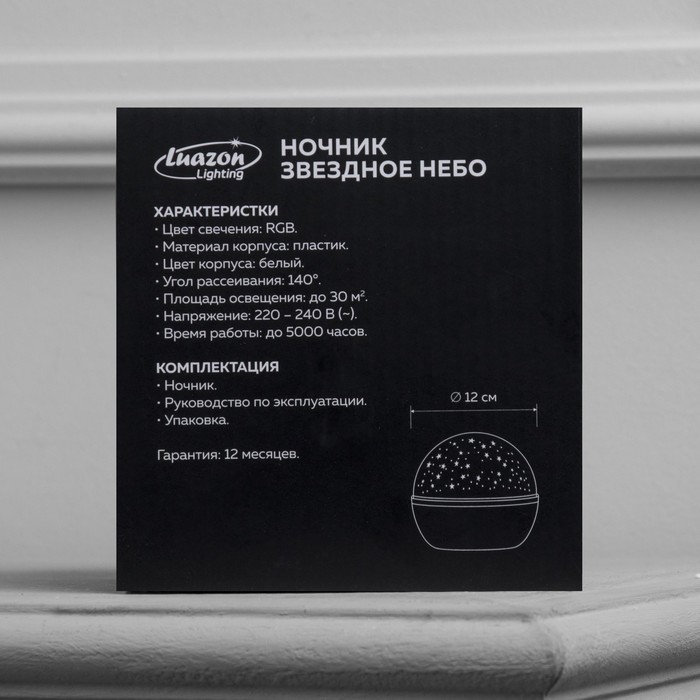 Luazon
Lighting
НОЧНИК
ЗВЕЗДНОЕ НЕБО
ХАРАКТЕРИСТКИ
· Цвет свечения: RGB.
· Материал корпуса: пластик.
· Цвет корпуса: белый.
· Угол рассеивания: 140°.
· Площадь освещения: до 30 м².
· Напряжение: 220 – 240 В (~).
· Время работы: до 5000 часов.
КОМПЛЕКТАЦИЯ
· Ночник.
· Руководство по эксплуатации.
· Упаковка.
Гарантия: 12 месяцев.
∅ 12 см